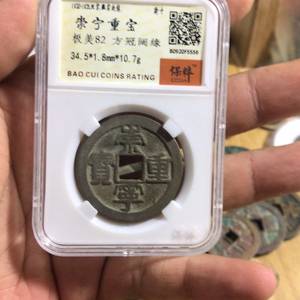 崇宁重宝
极美82 方冠阔缘
34.5*1.8mm*10.7g
保粹
BAO CUI COINS RATING
崇
寳 重
寧